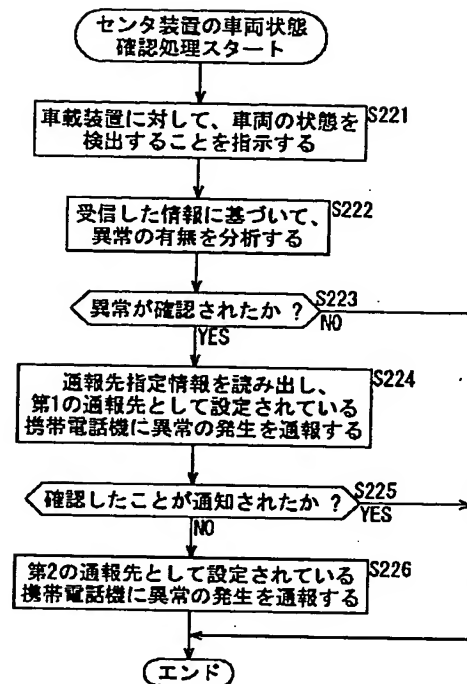 センタ装置の車両状態
確認処理スタート
車載装置に対して、車両の状態を
検出することを指示する
S221
受信した情報に基づいて、
異常の有無を分析する
S222
異常が確認されたか ?
S223
NO
YES
通報先指定情報を読み出し、
第1の通報先として設定されている
携帯電話機に異常の発生を通報する
S224
確認したことが通知されたか ?
S225
YES
NO
第2の通報先として設定されている
携帯電話機に異常の発生を通報する
S226
エンド